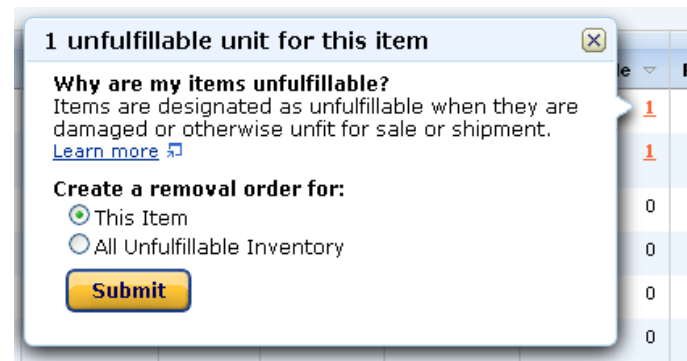 1 unfulfillable unit for this item
Why are my items unfulfillable?
Items are designated as unfulfillable when they are
damaged or otherwise unfit for sale or shipment.
Learn more
Create a removal order for:
This Item
All Unfulfillable Inventory
Submit
1
1
0
0
0
0